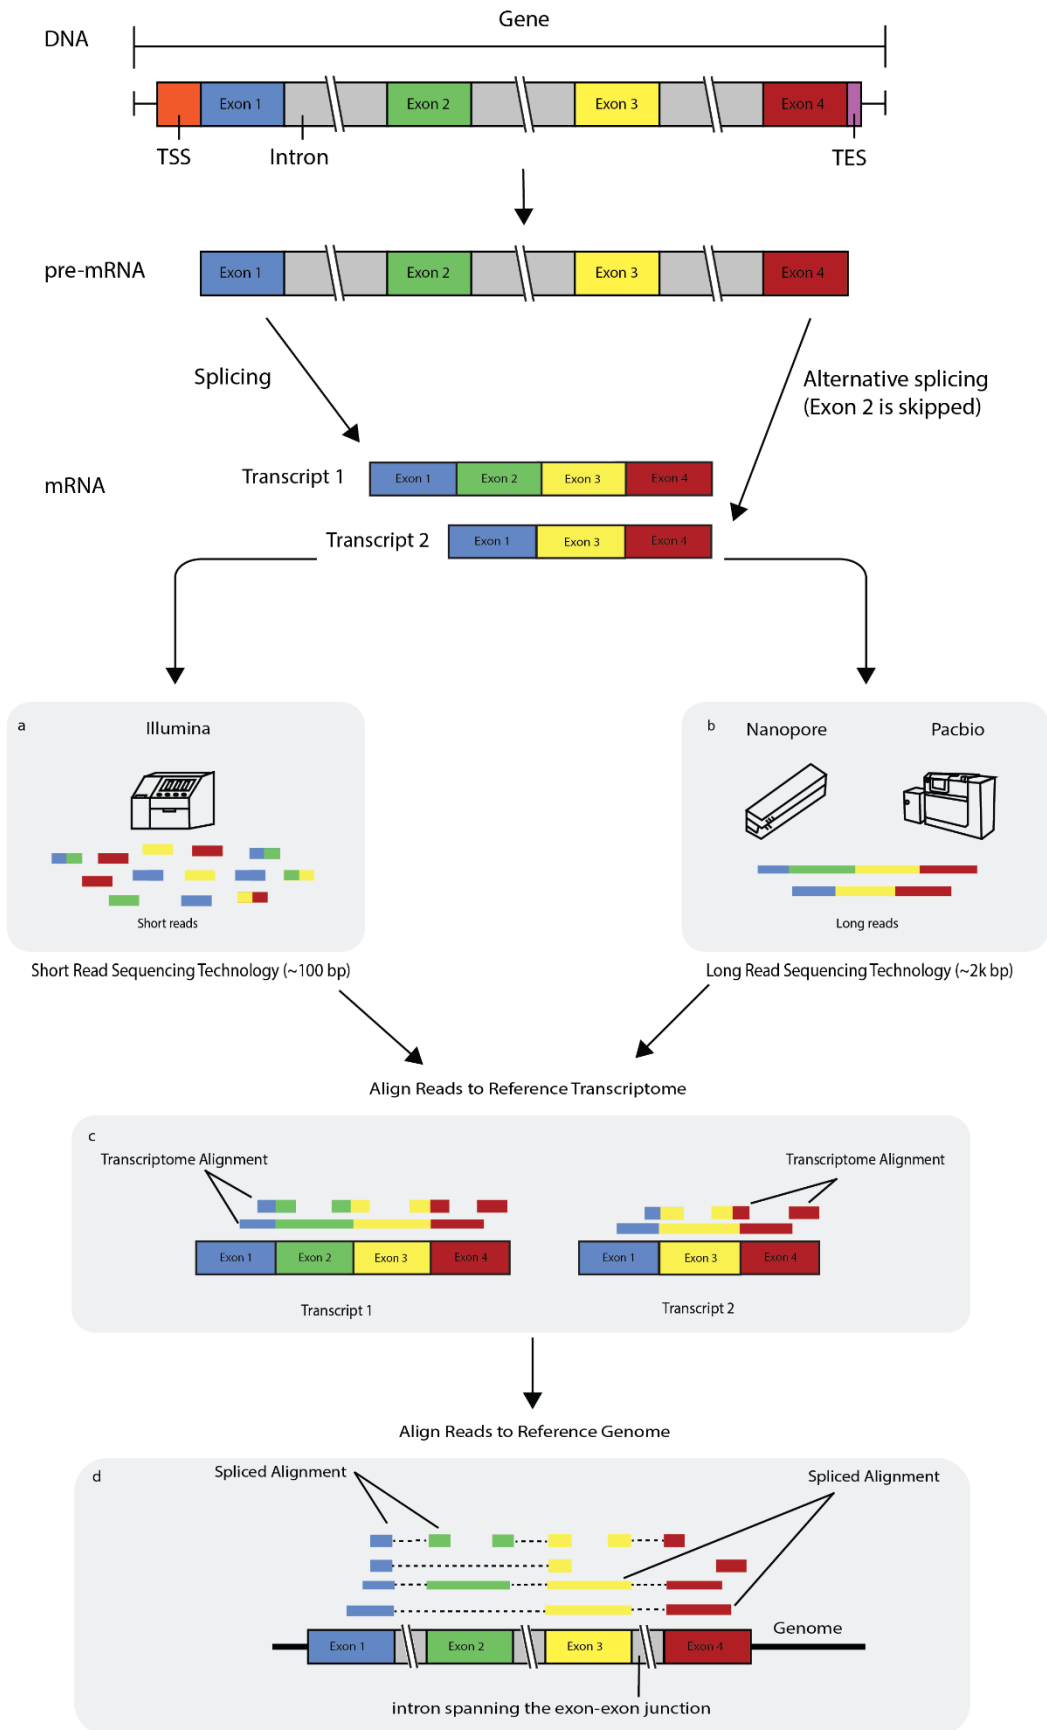 Gene
DNA
Exon 1
Exon 2
Exon 3
Exon 4
TSS
Intron
TES
pre-mRNA
Exon 1
Exon 2
Exon 3
Exon 4
Splicing
Alternative splicing
(Exon 2 is skipped)
mRNA
Transcript 1
Exon 1
Exon 2
Exon 3
Exon 4
Transcript 2
Exon 1
Exon 3
Exon 4
a
Illumina
Short reads
Short Read Sequencing Technology (~100 bp)
b
Nanopore
Pacbio
Long reads
Long Read Sequencing Technology (~2k bp)
Align Reads to Reference Transcriptome
c
Transcriptome Alignment
Transcriptome Alignment
Exon 1
Exon 2
Exon 3
Exon 4
Exon 1
Exon 3
Exon 4
Transcript 1
Transcript 2
Align Reads to Reference Genome
d
Spliced Alignment
Spliced Alignment
Genome
Exon 1
Exon 2
Exon 3
Exon 4
intron spanning the exon-exon junction